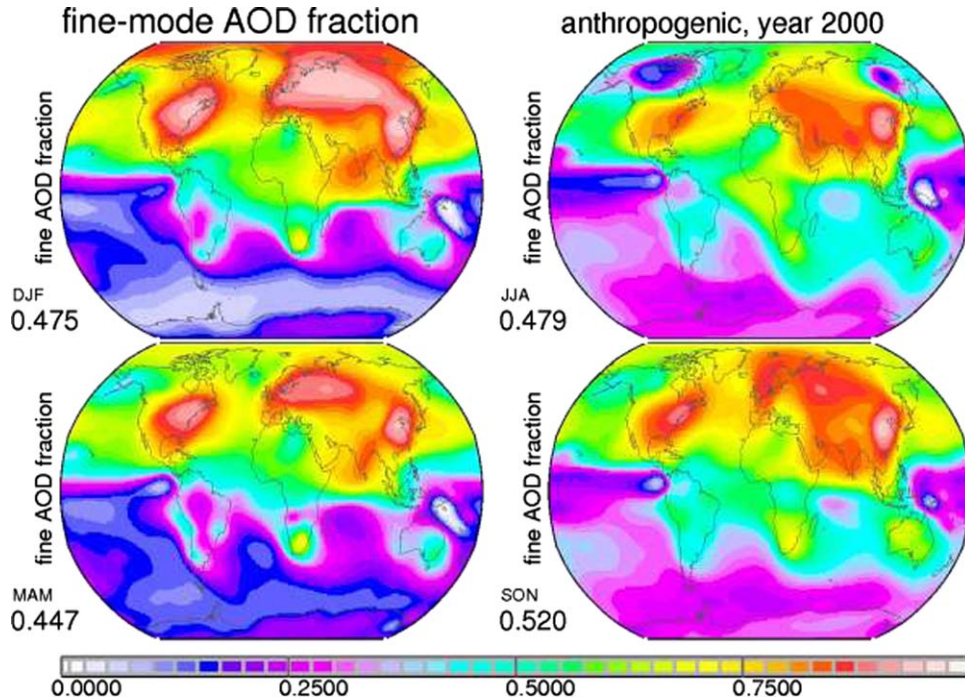 fine-mode AOD fraction
anthropogenic, year 2000
fine AOD fraction
DJF
0.475
fine AOD fraction
JJA
0.479
fine AOD fraction
MAM
0.447
fine AOD fraction
SON
0.520
0.0000 0.2500 0.5000 0.7500